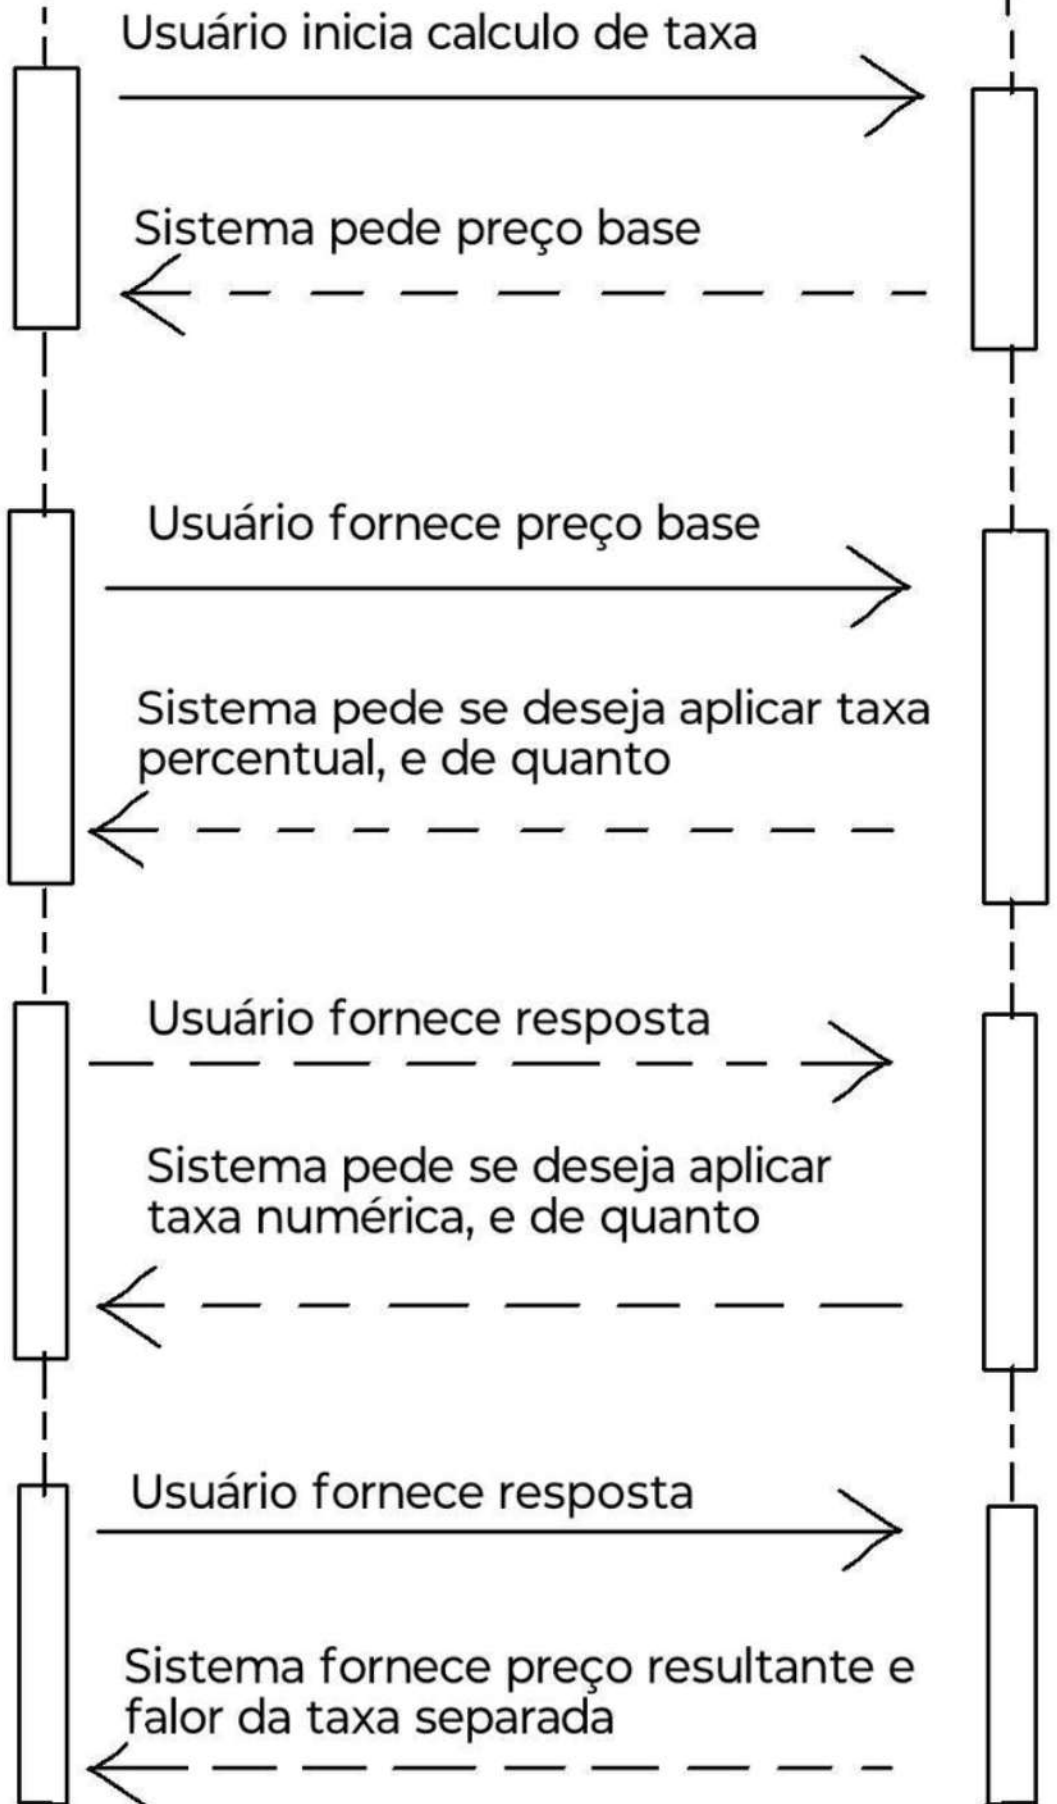 Usuário inicia calculo de taxa
Sistema pede preço base
Usuário fornece preço base
Sistema pede se deseja aplicar taxa
percentual, e de quanto
Usuário fornece resposta
Sistema pede se deseja aplicar
taxa numérica, e de quanto
Usuário fornece resposta
Sistema fornece preço resultante e
falor da taxa separada